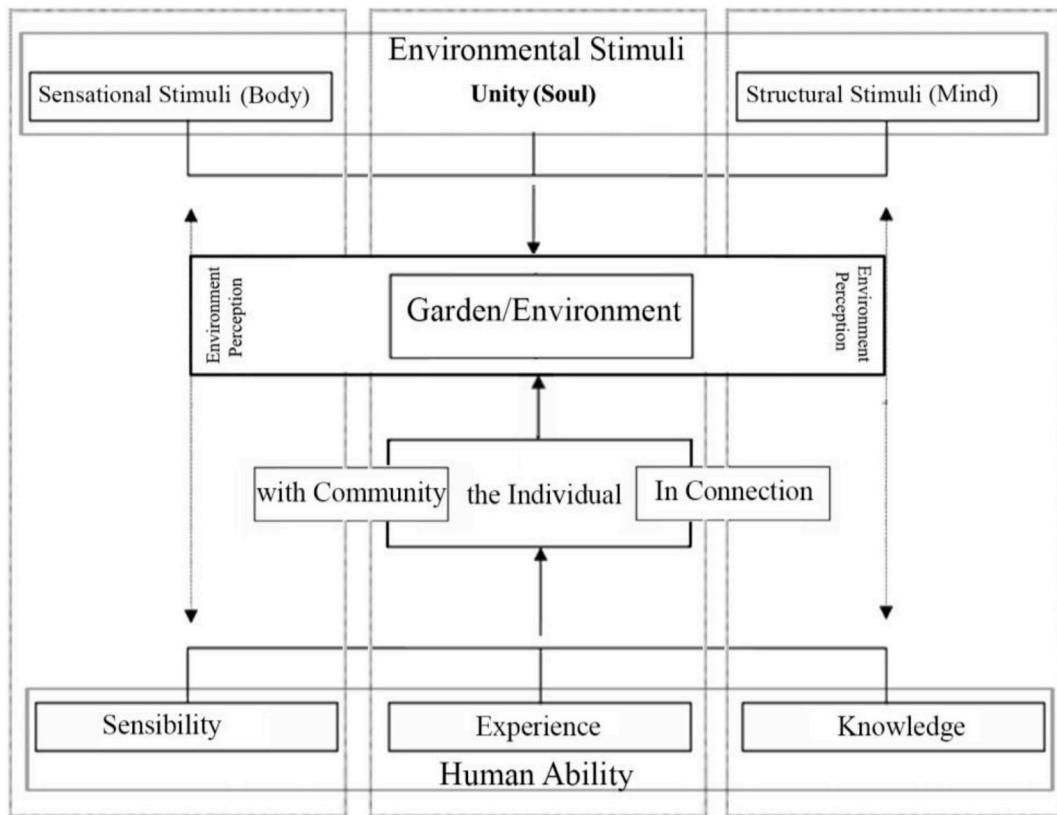 Environmental Stimuli
Sensational Stimuli (Body)
Unity (Soul)
Structural Stimuli (Mind)
Environment
Perception
Garden/Environment
Environment
Perception
with Community
the Individual
In Connection
Sensibility
Experience
Knowledge
Human Ability